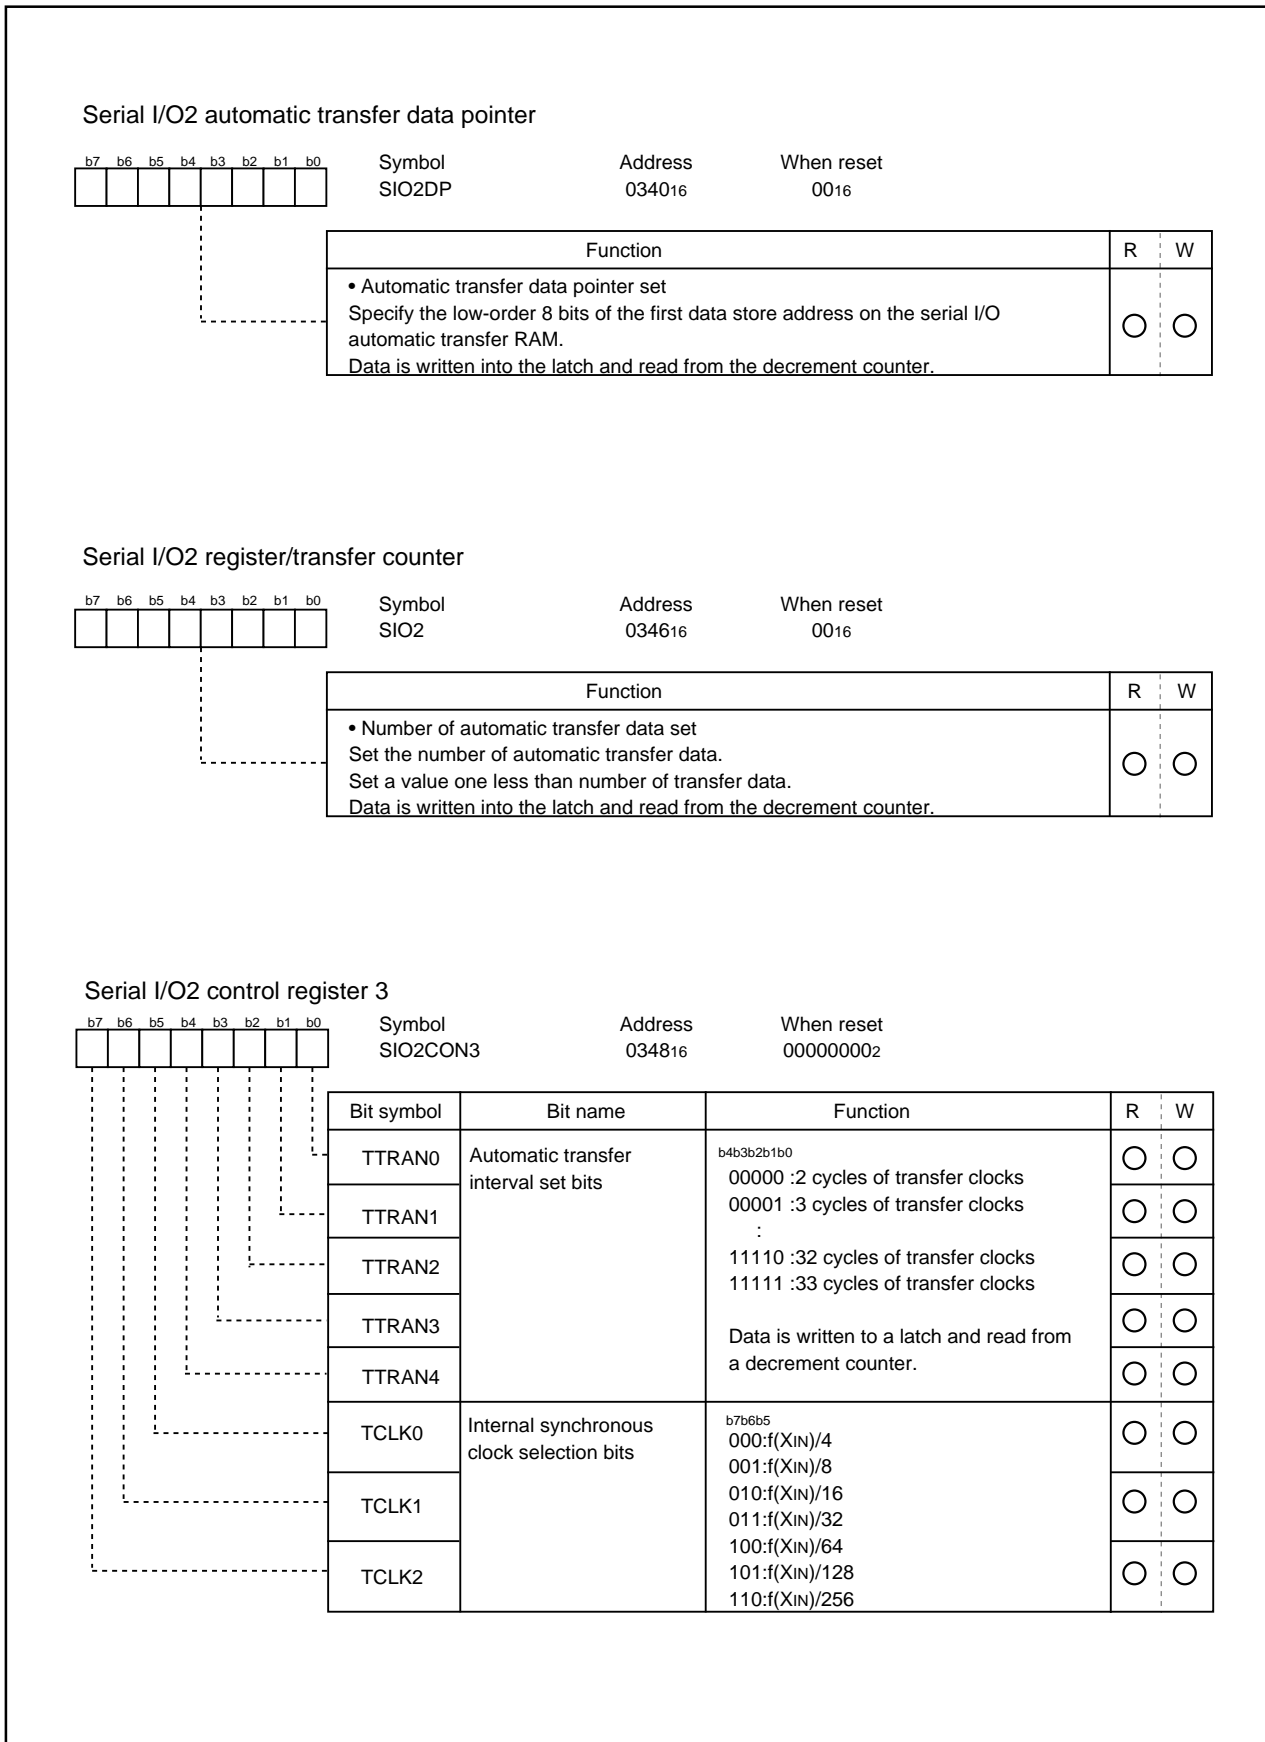 Serial I/O2 automatic transfer data pointer
b7 b6 b5 b4 b3 b2 b1 b0
Symbol Address When reset
SIO2DP 034016 0016
Function R W
• Automatic transfer data pointer set
Specify the low-order 8 bits of the first data store address on the serial I/O
automatic transfer RAM.
Data is written into the latch and read from the decrement counter.
Serial I/O2 register/transfer counter
b7 b6 b5 b4 b3 b2 b1 b0
Symbol Address When reset
SIO2 034616 0016
Function R W
• Number of automatic transfer data set
Set the number of automatic transfer data.
Set a value one less than number of transfer data.
Data is written into the latch and read from the decrement counter.
Serial I/O2 control register 3
b7 b6 b5 b4 b3 b2 b1 b0
Symbol Address When reset
SIO2CON3 034816 000000002
Bit symbol Bit name Function R W
TTRAN0
TTRAN1
TTRAN2
TTRAN3
TTRAN4
Automatic transfer
interval set bits
b4b3b2b1b0
00000 :2 cycles of transfer clocks
00001 :3 cycles of transfer clocks
:
11110 :32 cycles of transfer clocks
11111 :33 cycles of transfer clocks
Data is written to a latch and read from
a decrement counter.
TCLK0
TCLK1
TCLK2
Internal synchronous
clock selection bits
b7b6b5
000:f(XIN)/4
001:f(XIN)/8
010:f(XIN)/16
011:f(XIN)/32
100:f(XIN)/64
101:f(XIN)/128
110:f(XIN)/256